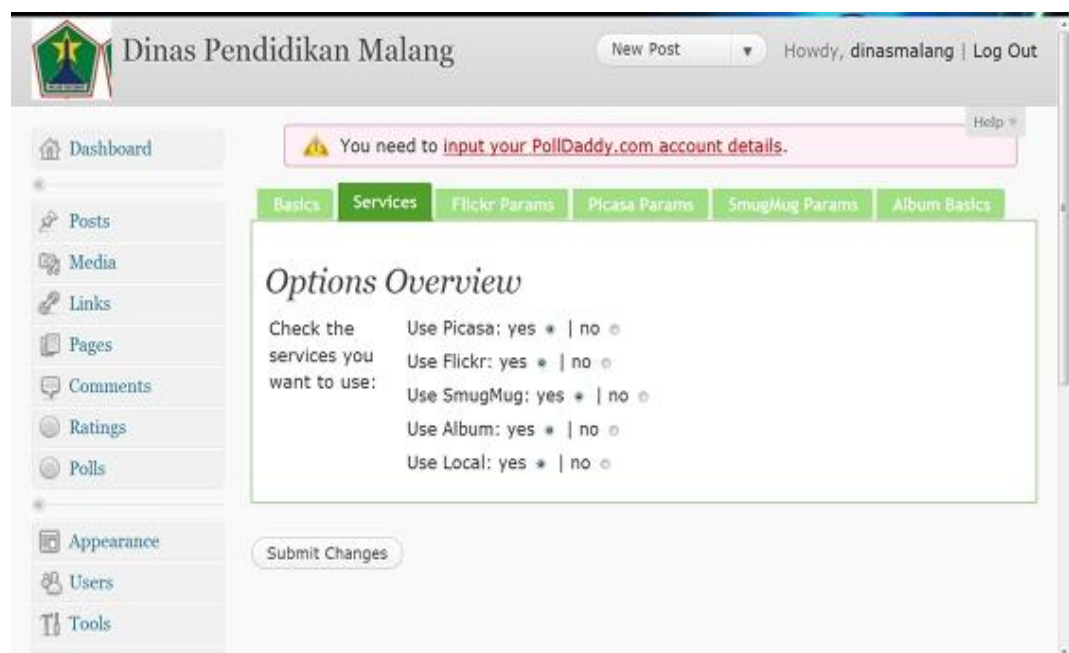 Dinas Pendidikan Malang
New Post
Howdy, dinasmalang | Log Out
Help
Dashboard
You need to input your PollDaddy.com account details.
Basics
Services
Flickr Params
Picasa Params
SmugMug Params
Album Basics
Posts
Media
Links
Pages
Comments
Ratings
Polls
Appearance
Users
Tools
Options Overview
Check the
services you
want to use:
Use Picasa: yes | no
Use Flickr: yes | no
Use SmugMug: yes | no
Use Album: yes | no
Use Local: yes | no
Submit Changes